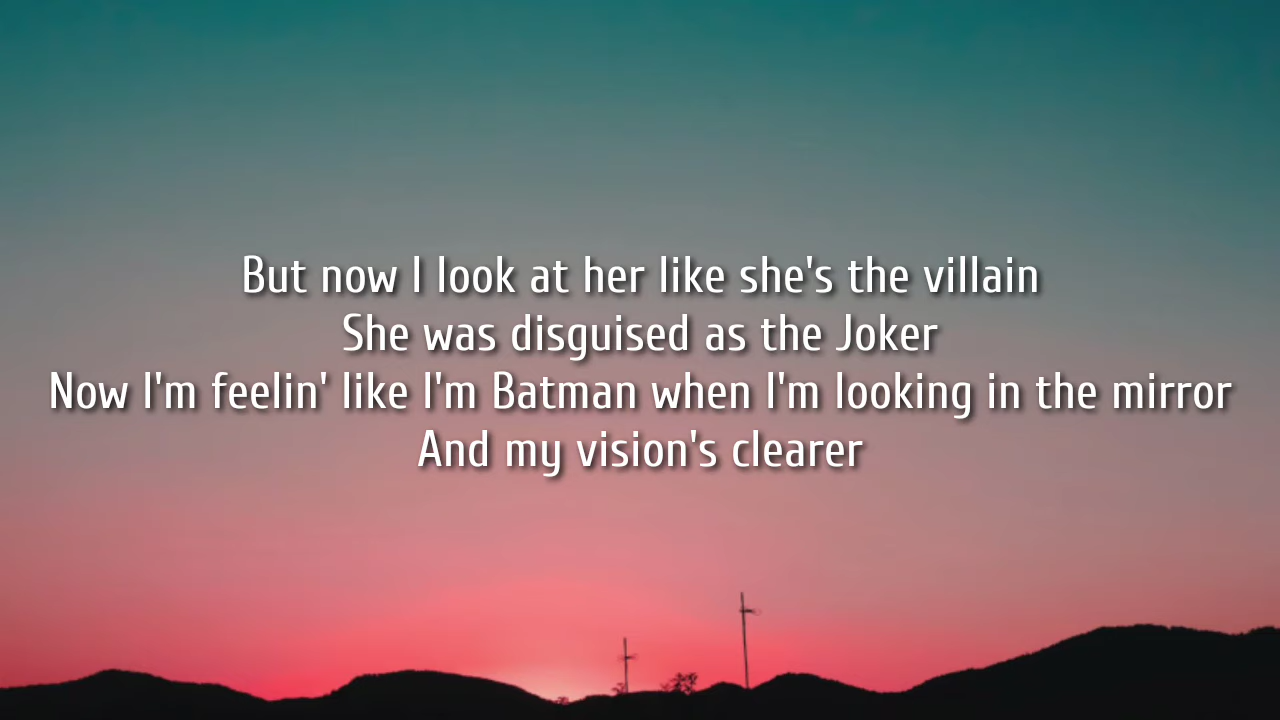 But now I look at her like she's the villain
She was disguised as the Joker
Now I'm feelin' like I'm Batman when I'm looking in the mirror
And my vision's clearer